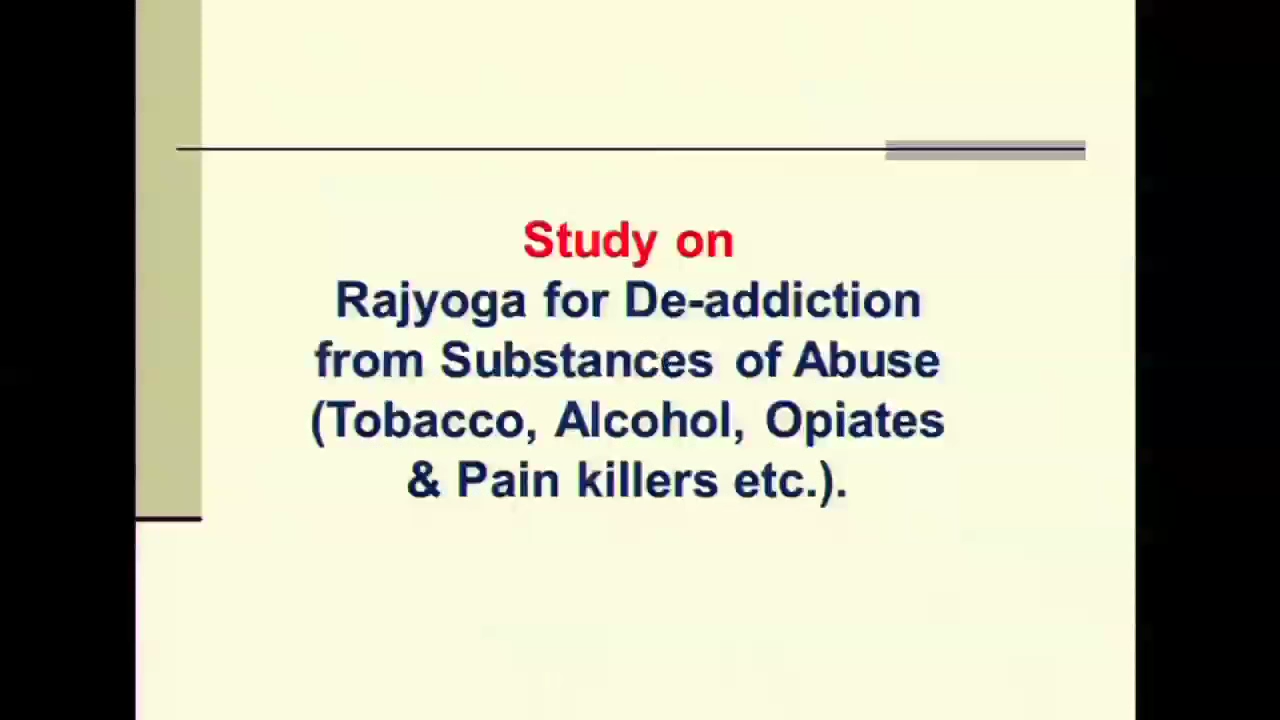 Study on
Rajyoga for De-addiction
from Substances of Abuse
(Tobacco, Alcohol, Opiates
& Pain killers etc.).